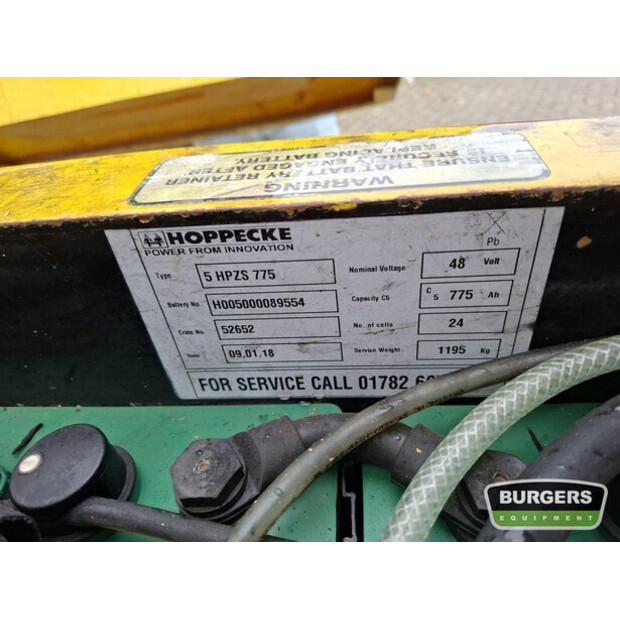 WARNING
ENSURE THAT BATTERY RETAINER
IS SECURELY ENGAGED AFTER
REPLACING BATTERY.
HOPPECKE
POWER FROM INNOVATION
Pb
Type 5 HPZS 775 Nominal Voltage 48 Volt
Battery No. H005000089554 Capacity C5 C5 775 Ah
Crate No. 52652 No. of cells 24
Date 09.01.18 Service Weight 1195 Kg
FOR SERVICE CALL 01782
BURGERS
EQUIPMENT